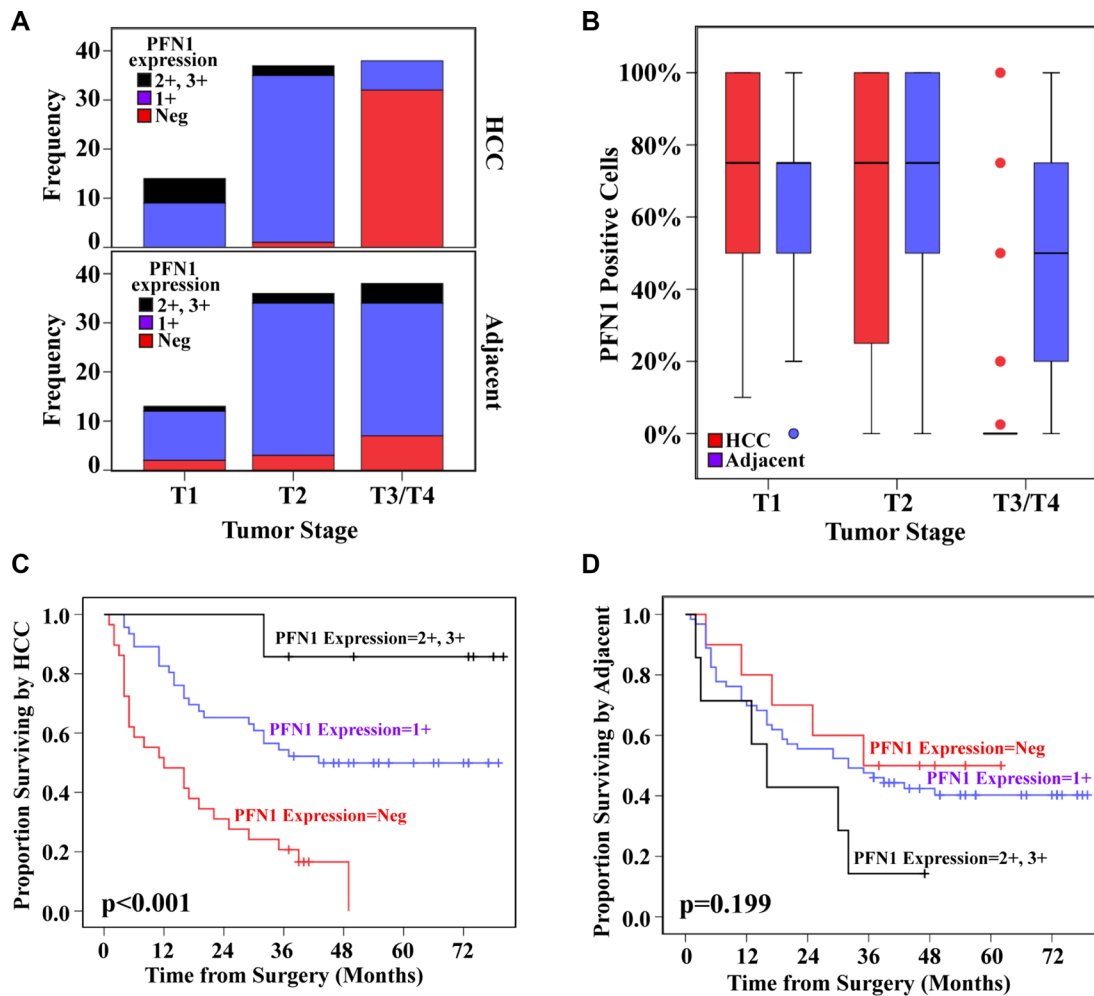 A
PFN1
expression
2+, 3+
1+
Neg
40
30
20
10
0
Frequency
HCC
PFN1
expression
2+, 3+
1+
Neg
40
30
20
10
0
Frequency
Adjacent
T1 T2 T3/T4
Tumor Stage
B
100%
80%
60%
40%
20%
0%
PFN1 Positive Cells
HCC
Adjacent
T1 T2 T3/T4
Tumor Stage
C
1.0
0.8
0.6
0.4
0.2
0.0
Proportion Surviving by HCC
PFN1 Expression=2+, 3+
PFN1 Expression=1+
PFN1 Expression=Neg
p<0.001
0 12 24 36 48 60 72
Time from Surgery (Months)
D
1.0
0.8
0.6
0.4
0.2
0.0
Proportion Surviving by Adjacent
PFN1 Expression=Neg
PFN1 Expression=1+
PFN1 Expression=2+, 3+
p=0.199
0 12 24 36 48 60 72
Time from Surgery (Months)